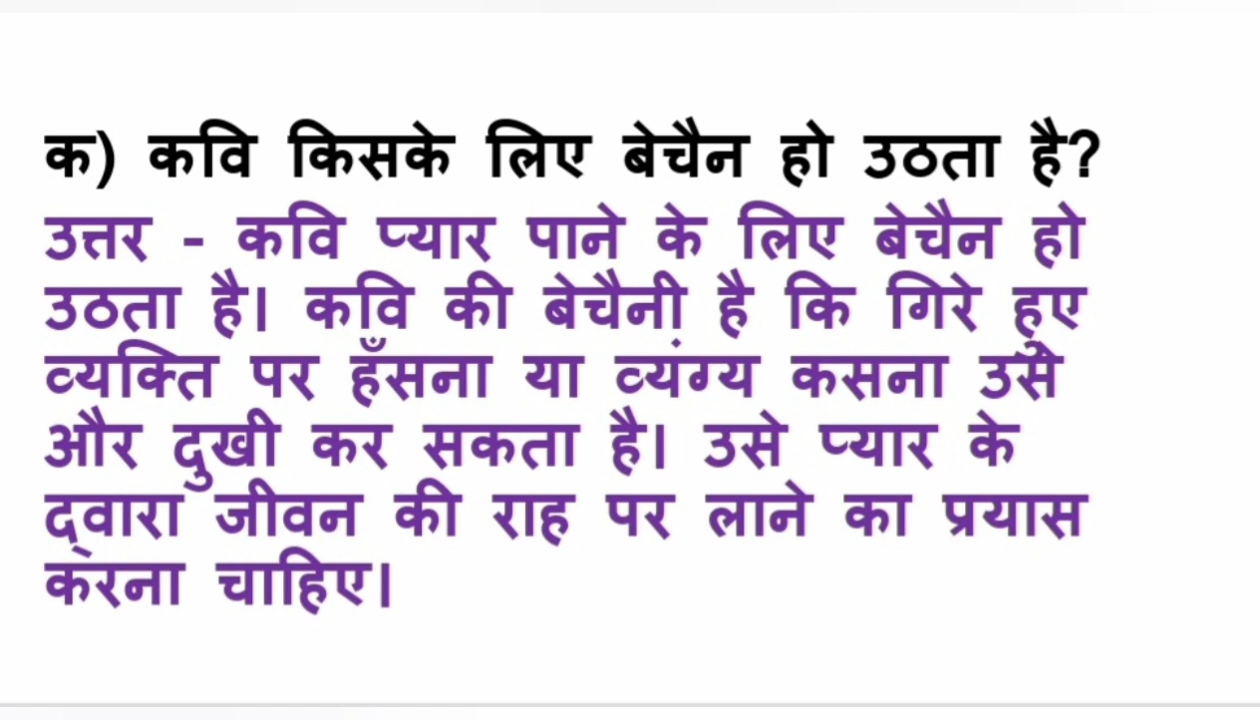 क) कवि किसके लिए बेचैन हो उठता है?
उत्तर - कवि प्यार पाने के लिए बेचैन हो
उठता है। कवि की बेचैनी है कि गिरे हुए
व्यक्ति पर हँसना या व्यंग्य कसना उसे
और दुखी कर सकता है। उसे प्यार के
द्वारा जीवन की राह पर लाने का प्रयास
करना चाहिए।